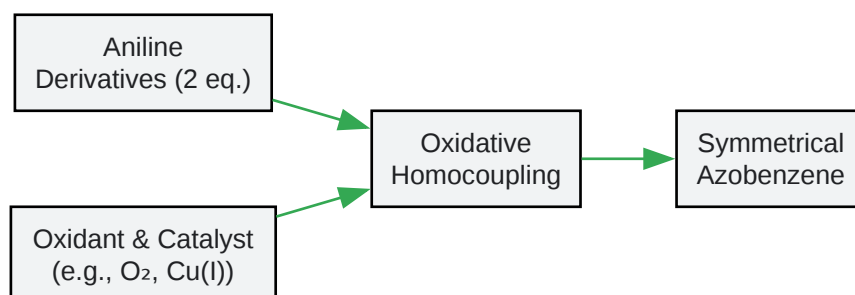 Aniline
Derivatives (2 eq.)
Oxidative
Homocoupling
Symmetrical
Azobenzene
Oxidant & Catalyst
(e.g., O₂, Cu(I))